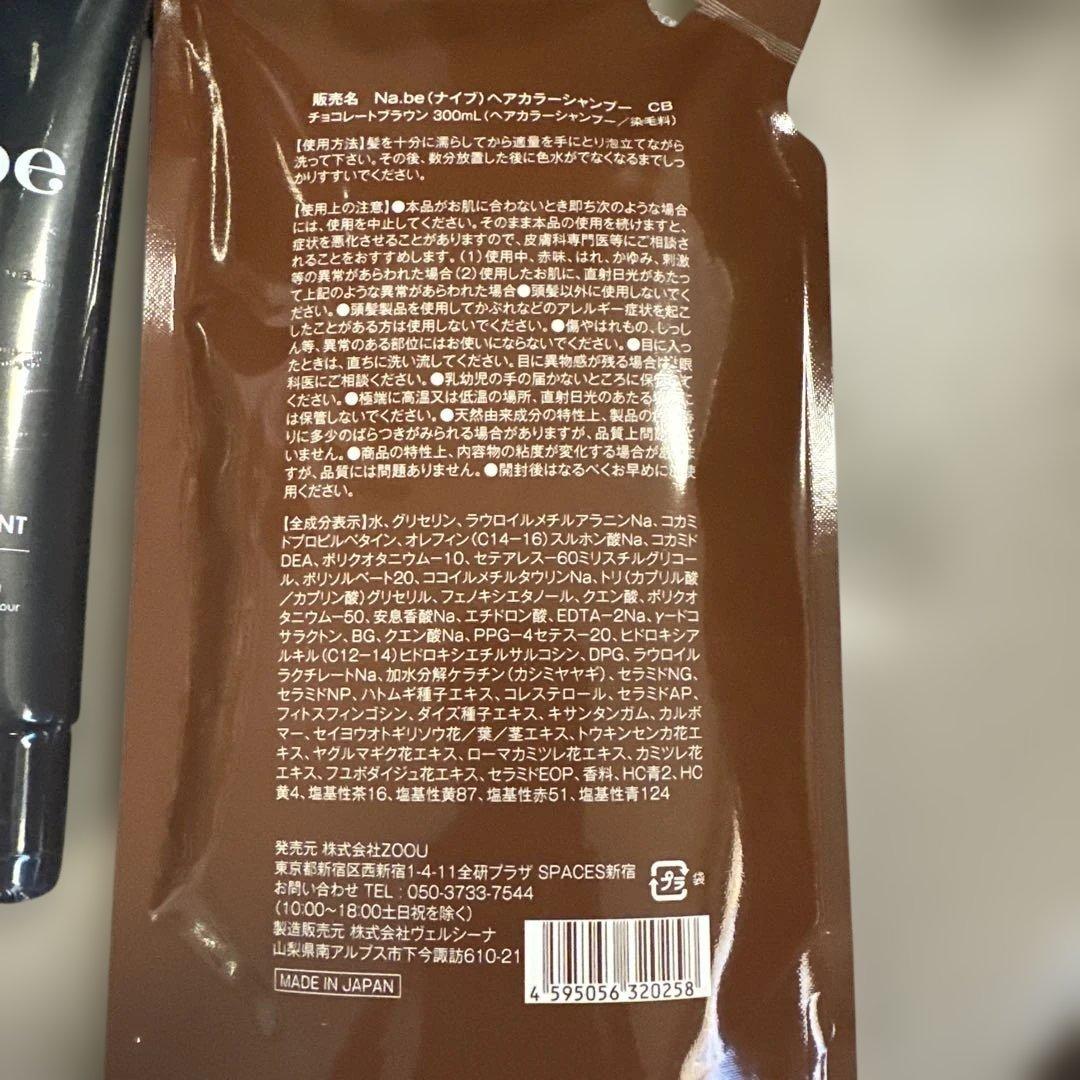 be
NT
our
販売名 Na.be(ナイブ)ヘアカラーシャンプー CB
チョコレートブラウン 300mL(ヘアカラーシャンプー/染毛料)
【使用方法】髪を十分に濡らしてから適量を手にとり泡立てながら
洗って下さい。その後、数分放置した後に色水がでなくなるまでしっ
かりすすいでください。
【使用上の注意】●本品がお肌に合わないとき即ち次のような場合
には、使用を中止してください。そのまま本品の使用を続けますと、
症状を悪化させることがありますので、皮膚科専門医等にご相談さ
れることをおすすめします。(1)使用中、赤味、はれ、かゆみ、刺激
等の異常があらわれた場合(2)使用したお肌に、直射日光があたっ
て上記のような異常があらわれた場合●頭髪以外に使用しないでく
ださい。●頭髪製品を使用してかぶれなどのアレルギー症状を起こ
したことがある方は使用しないでください。●傷やはれもの、しっし
ん等、異常のある部位にはお使いにならないでください。●目に入っ
たときは、直ちに洗い流してください。目に異物感が残る場合は、眼
科医にご相談ください。●乳幼児の手の届かないところに保管して
ください。●極端に高温又は低温の場所、直射日光のあたる
は保管しないでください。●天然由来成分の特性上、製品の
りに多少のばらつきがみられる場合がありますが、品質上問題
いません。●商品の特性上、内容物の粘度が変化する場合が
すが、品質には問題ありません。●開封後はなるべくお早めに
用ください。
【全成分表示】水、グリセリン、ラウロイルメチルアラニンNa、コカミ
ドプロピルベタイン、オレフィン(C14-16)スルホン酸Na、コカミド
DEA、ポリクオタニウム-10、セテアレス-60ミリスチルグリコー
ル、ポリソルベート20、ココイルメチルタウリンNa、トリ(カプリル酸
/カプリン酸)グリセリル、フェノキシエタノール、クエン酸、ポリクオ
タニウム-50、安息香酸Na、エチドロン酸、EDTA-2Na、γ-ドコ
サラクトン、BG、クエン酸Na、PPG-4セテス-20、ヒドロキシア
ルキル(C12-14)ヒドロキシエチルサルコシン、DPG、ラウロイル
ラクチレートNa、加水分解ケラチン(カシミヤヤギ)、セラミドNG、
セラミドNP、ハトムギ種子エキス、コレステロール、セラミドAP、
フィトスフィンゴシン、ダイズ種子エキス、キサンタンガム、カルボ
マー、セイヨウオトギリソウ花/葉/茎エキス、トウキンセンカ花エ
キス、ヤグルマギク花エキス、ローマカミツレ花エキス、カミツレ花
エキス、フユボダイジュ花エキス、セラミドEOP、香料、HC青2、HC
黄4、塩基性茶16、塩基性黄87、塩基性赤51、塩基性青124
発売元 株式会社ZOOU
東京都新宿区西新宿1-4-11全研プラザ SPACES新宿
お問い合わせ TEL:050-3733-7544
(10:00~18:00土日祝を除く)
製造販売元 株式会社ヴェルシーナ
山梨県南アルプス市下今諏訪610-21
MADE IN JAPAN
プラ 袋
4 595056 320258